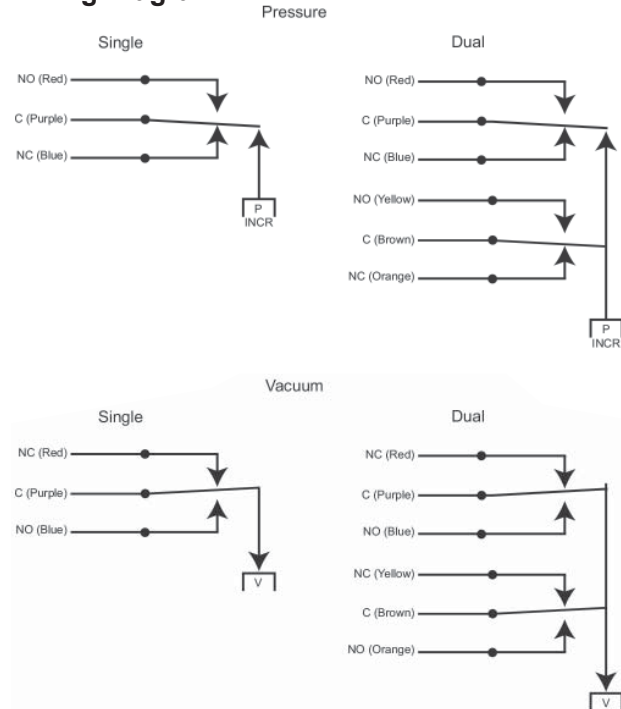 Pressure
Single
NO (Red)
C (Purple)
NC (Blue)
P
INCR
Dual
NO (Red)
C (Purple)
NC (Blue)
NO (Yellow)
C (Brown)
NC (Orange)
P
INCR
Vacuum
Single
NC (Red)
C (Purple)
NO (Blue)
V
Dual
NC (Red)
C (Purple)
NO (Blue)
NC (Yellow)
C (Brown)
NO (Orange)
V